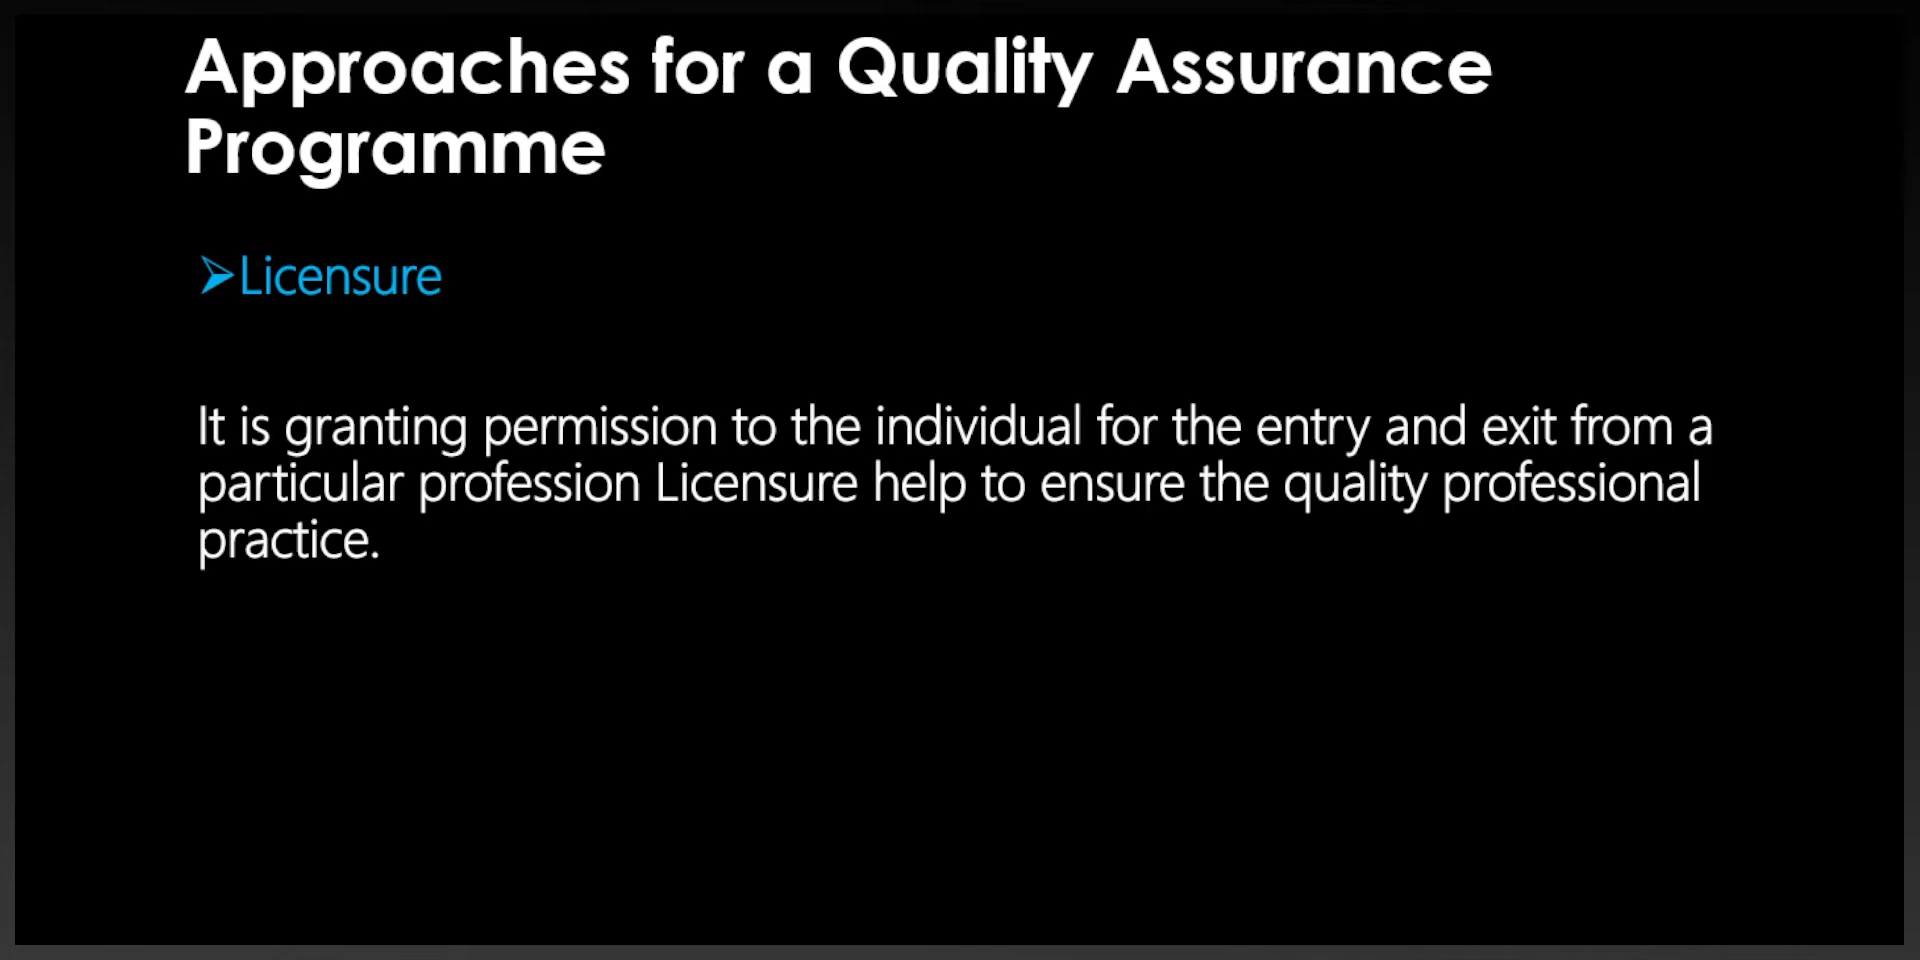 Approaches for a Quality Assurance
Programme
➢Licensure
It is granting permission to the individual for the entry and exit from a
particular profession Licensure help to ensure the quality professional
practice.